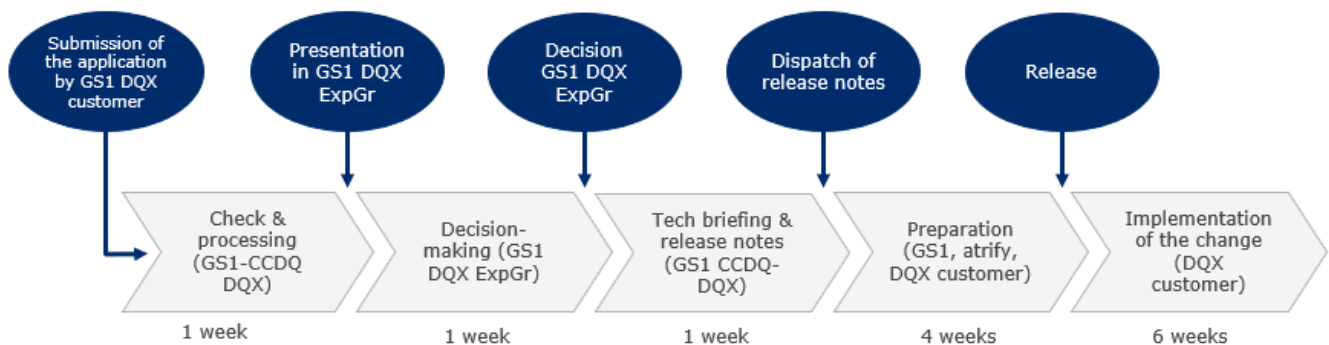 Submission of
the application
by GS1 DQX
customer
Presentation
in GS1 DQX
ExpGr
Decision
GS1 DQX
ExpGr
Dispatch of
release notes
Release
Check &
processing
(GS1-CCDQ
DQX)
Decision-
making (GS1
DQX ExpGr)
Tech briefing &
release notes
(GS1 CCDQ-
DQX)
Preparation
(GS1, atrify,
DQX customer)
Implementation
of the change
(DQX
customer)
1 week
1 week
1 week
4 weeks
6 weeks